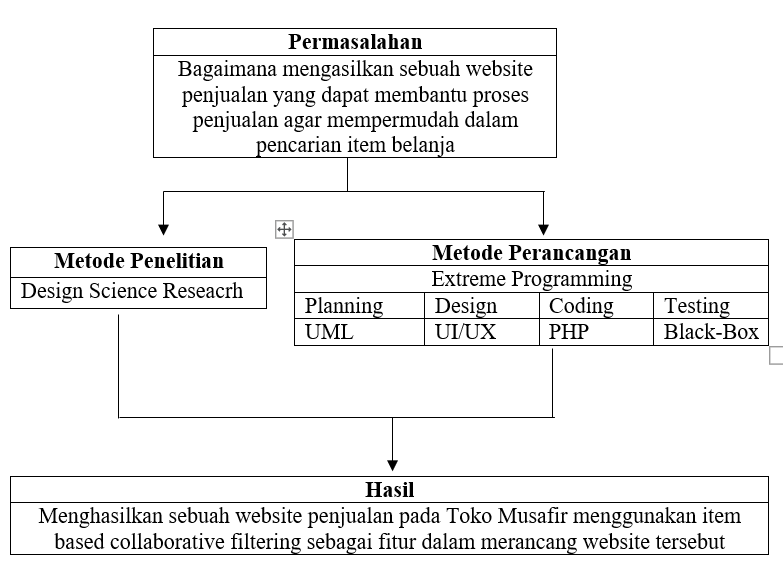 Permasalahan
Bagaimana mengasilkan sebuah website
penjualan yang dapat membantu proses
penjualan agar mempermudah dalam
pencarian item belanja
Metode Penelitian
Design Science Reseacrh
Metode Perancangan
Extreme Programming
Planning Design Coding Testing
UML UI/UX PHP Black-Box
Hasil
Menghasilkan sebuah website penjualan pada Toko Musafir menggunakan item
based collaborative filtering sebagai fitur dalam merancang website tersebut